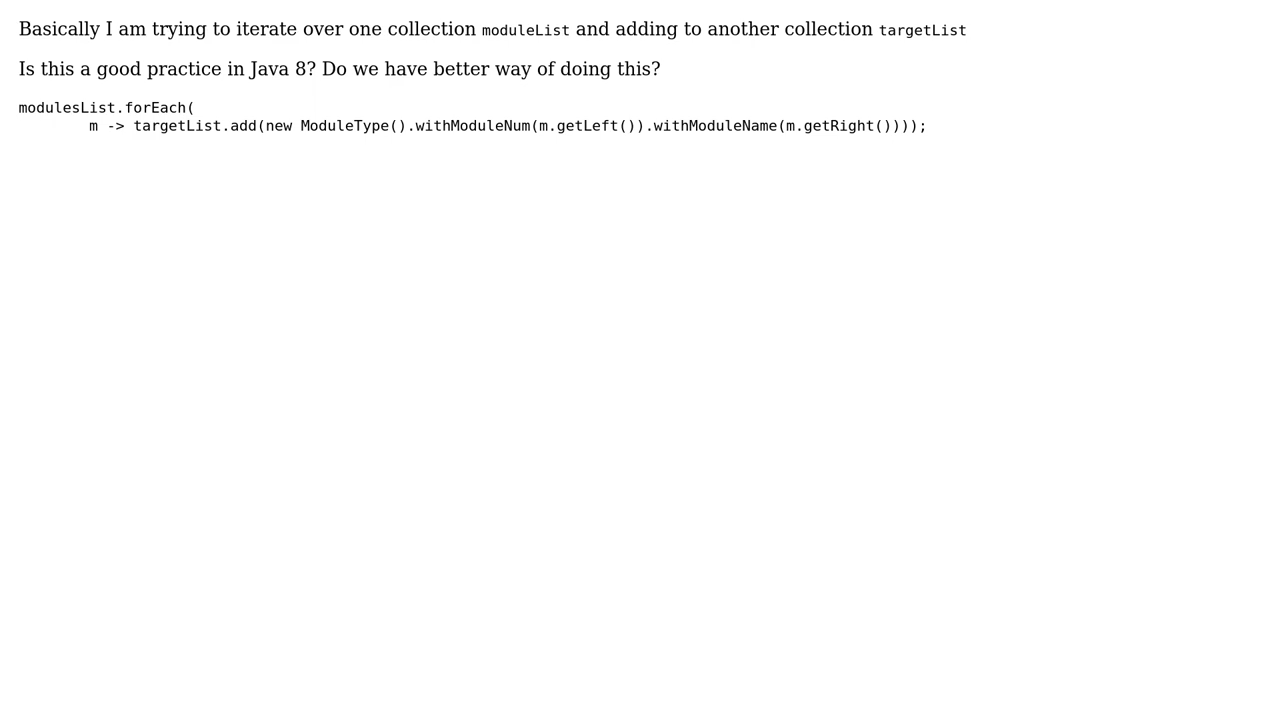 Basically I am trying to iterate over one collection moduleList and adding to another collection targetList
Is this a good practice in Java 8? Do we have better way of doing this?
modulesList.forEach(
        m -> targetList.add(new ModuleType().withModuleNum(m.getLeft()).withModuleName(m.getRight())));